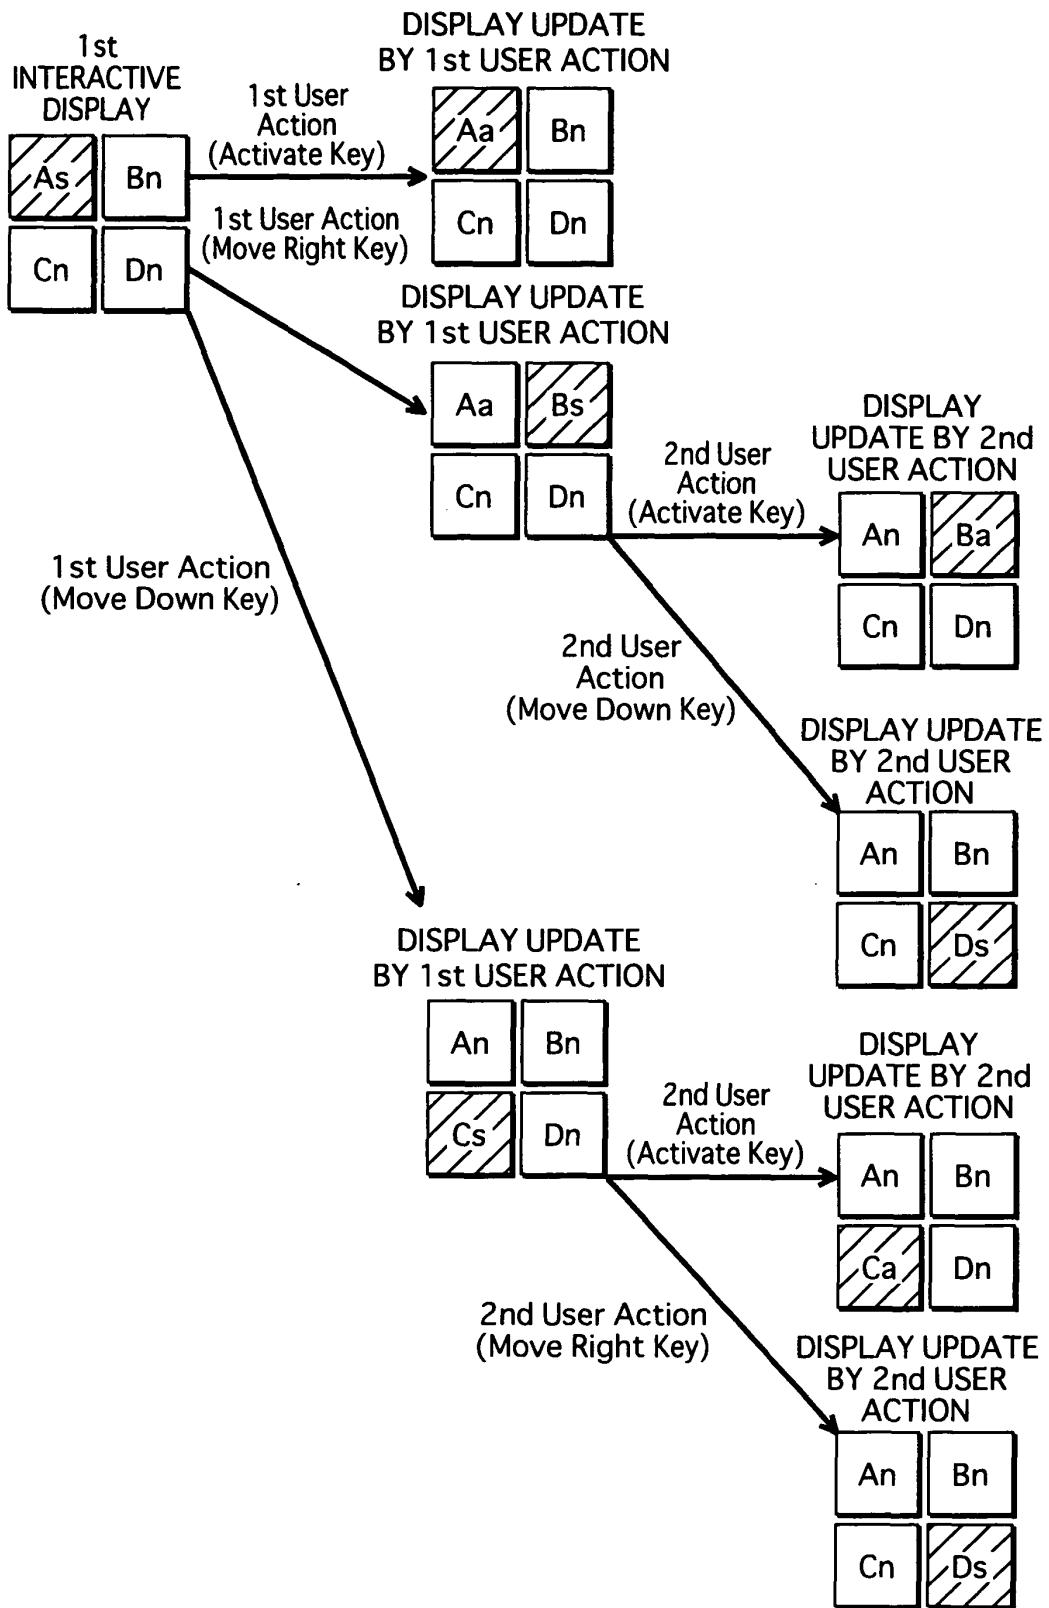 1st
INTERACTIVE
DISPLAY
As Bn
Cn Dn
1st User
Action
(Activate Key)
DISPLAY UPDATE
BY 1st USER ACTION
Aa Bn
Cn Dn
1st User Action
(Move Right Key)
DISPLAY UPDATE
BY 1st USER ACTION
Aa Bs
Cn Dn
2nd User
Action
(Activate Key)
DISPLAY
UPDATE BY 2nd
USER ACTION
An Ba
Cn Dn
1st User Action
(Move Down Key)
2nd User
Action
(Move Down Key)
DISPLAY UPDATE
BY 2nd USER
ACTION
An Bn
Cn Ds
DISPLAY UPDATE
BY 1st USER ACTION
An Bn
Cs Dn
2nd User
Action
(Activate Key)
DISPLAY
UPDATE BY 2nd
USER ACTION
An Bn
Ca Dn
2nd User Action
(Move Right Key)
DISPLAY UPDATE
BY 2nd USER
ACTION
An Bn
Cn Ds